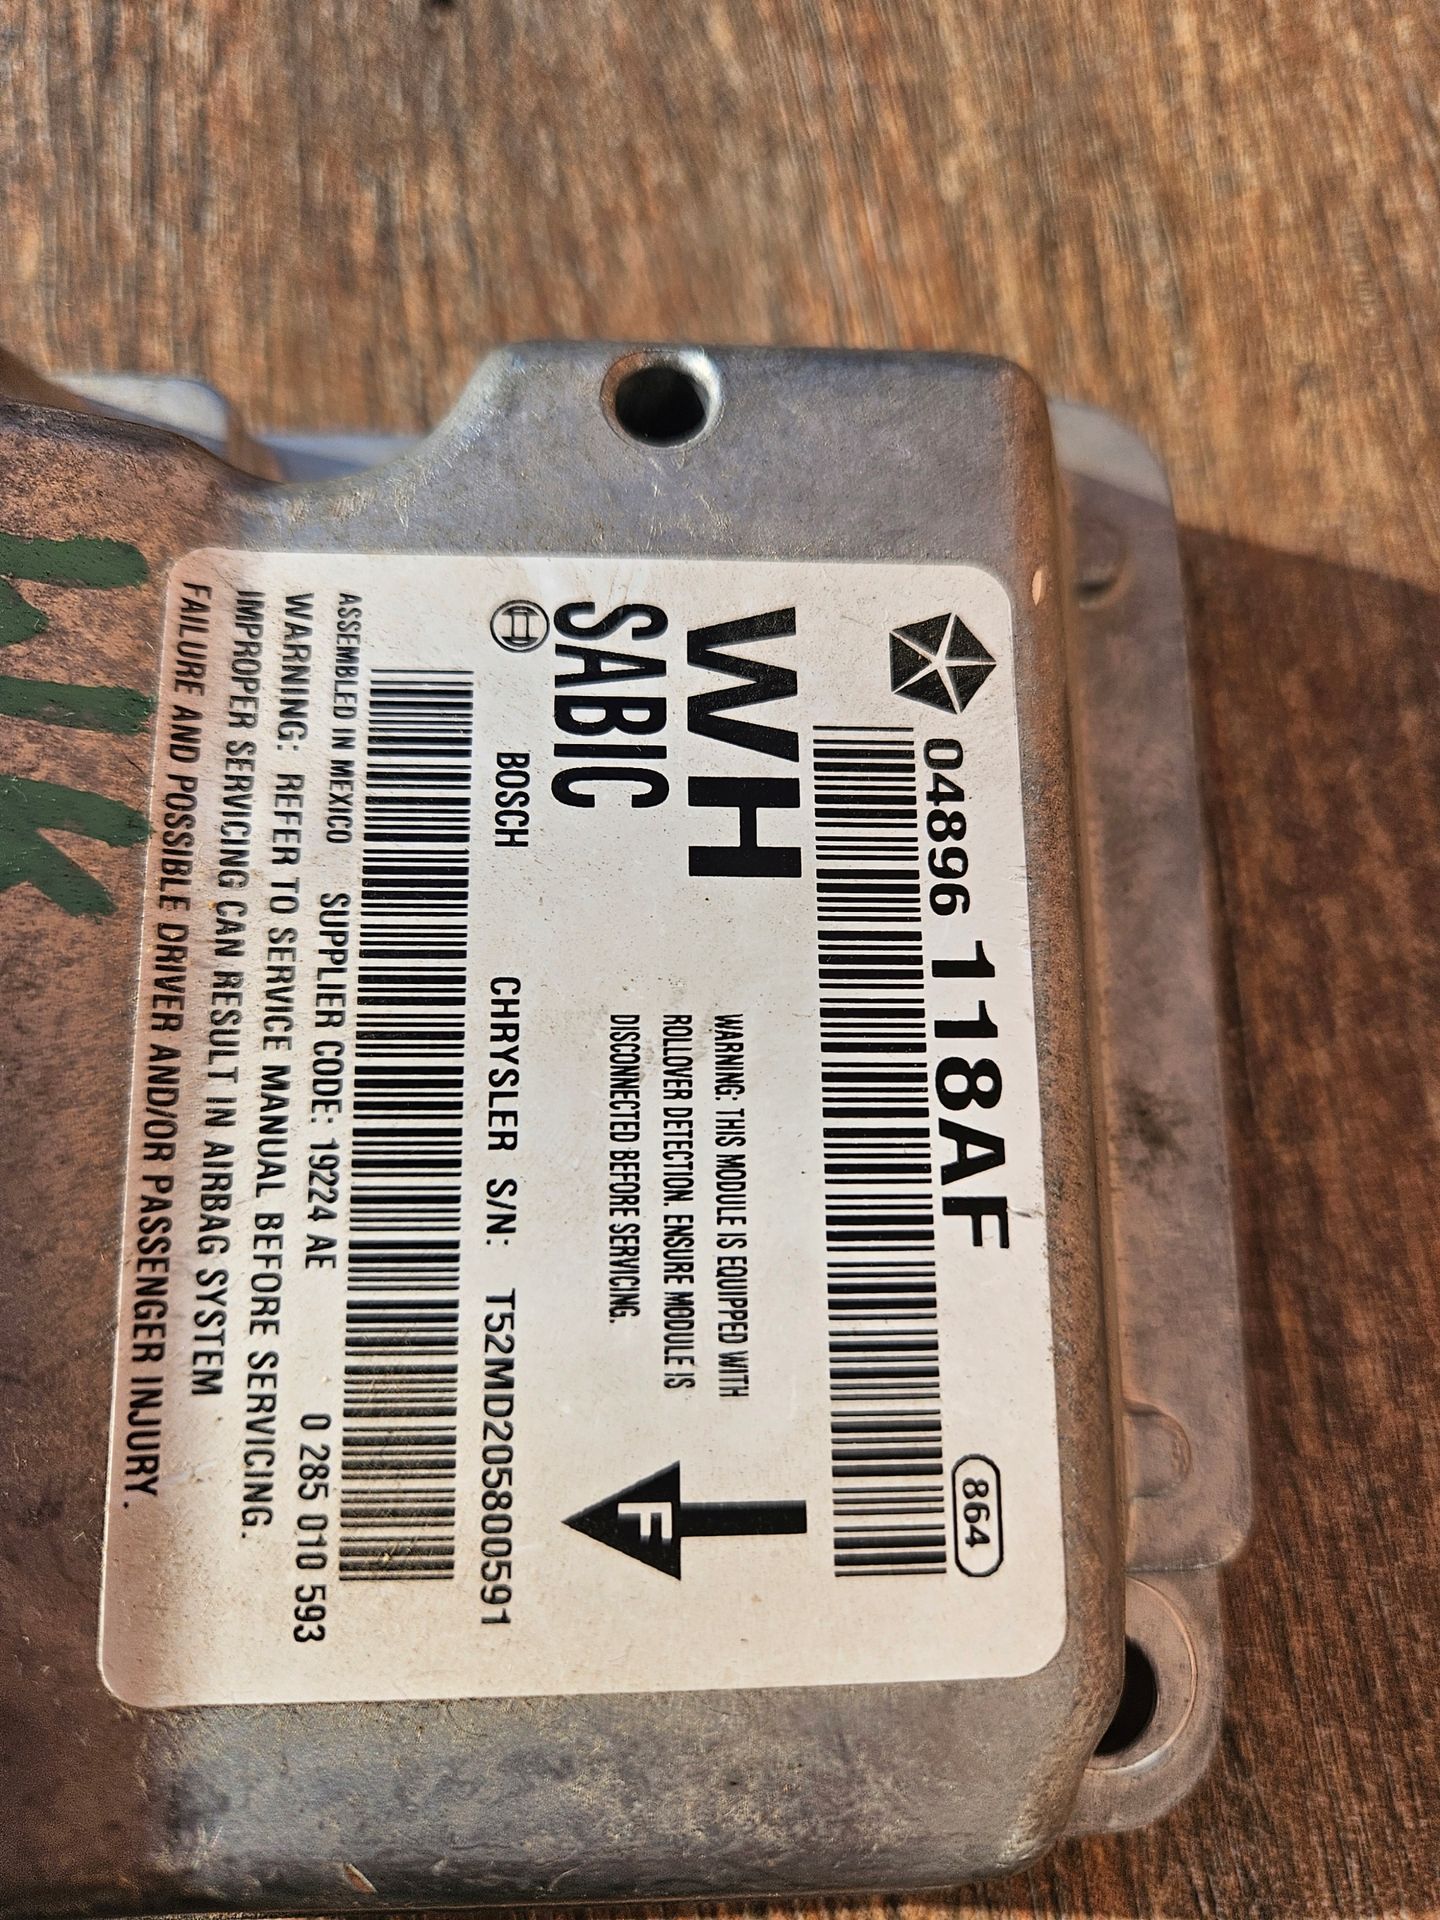 04896 118AF
864
WH
SABIC
WARNING: THIS MODULE IS EQUIPPED WITH
ROLLOVER DETECTION. ENSURE MODULE IS
DISCONNECTED BEFORE SERVICING.
F
BOSCH CHRYSLER S/N: T52MD205800591
ASSEMBLED IN MEXICO SUPPLIER CODE: 19224 AE 0 285 010 593
WARNING: REFER TO SERVICE MANUAL BEFORE SERVICING.
IMPROPER SERVICING CAN RESULT IN AIRBAG SYSTEM
FAILURE AND POSSIBLE DRIVER AND/OR PASSENGER INJURY.